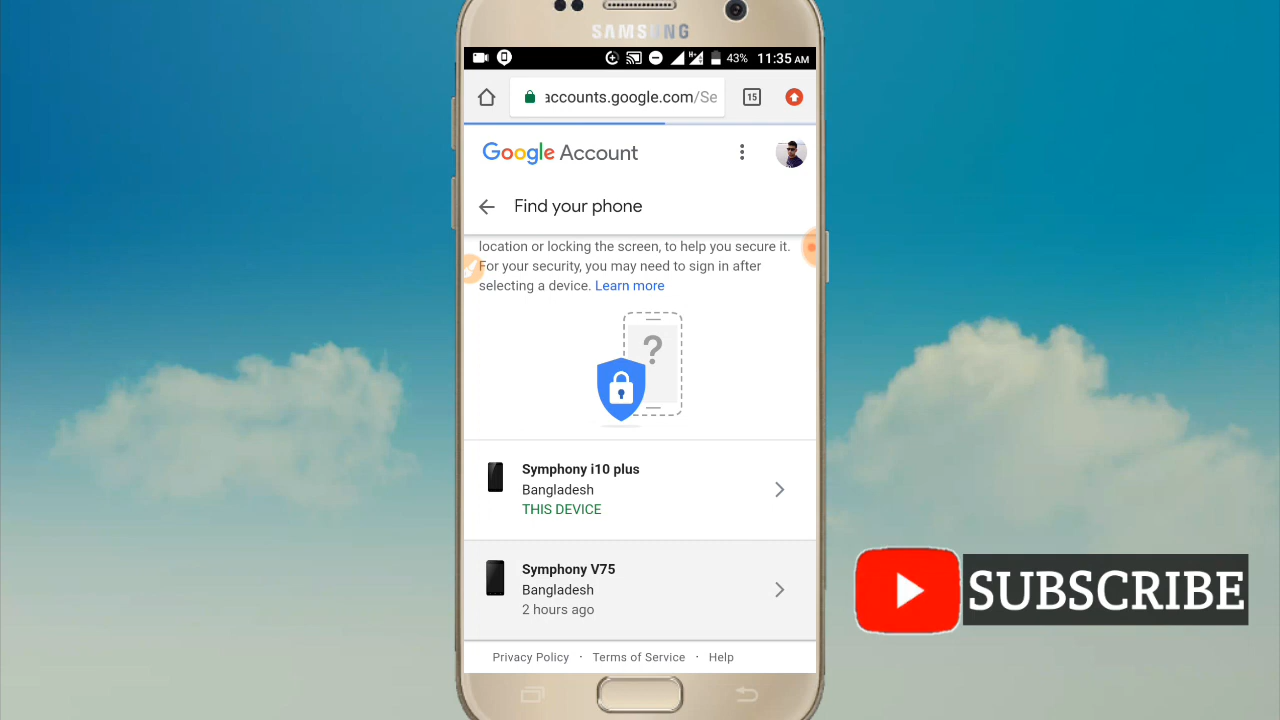 SAMSUNG
43% 11:35 AM
accounts.google.com/Se
15
Google Account
Find your phone
location or locking the screen, to help you secure it.
For your security, you may need to sign in after
selecting a device. Learn more
?
Symphony i10 plus
Bangladesh
THIS DEVICE
Symphony V75
Bangladesh
2 hours ago
SUBSCRIBE
Privacy Policy · Terms of Service · Help